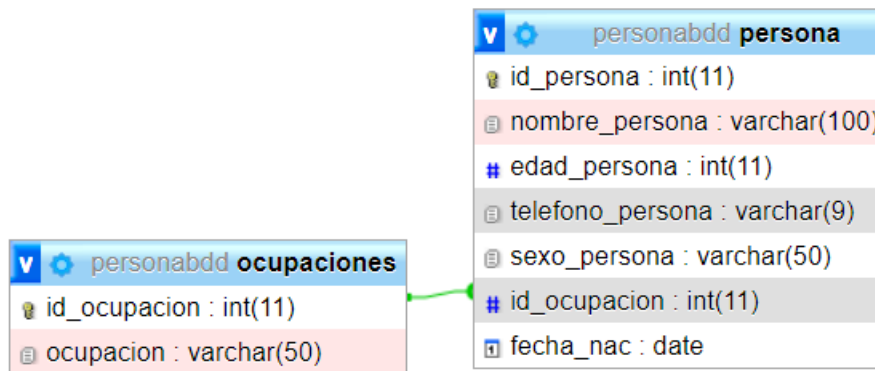 personabdd persona
id_persona : int(11)
nombre_persona : varchar(100)
edad_persona : int(11)
telefono_persona : varchar(9)
sexo_persona : varchar(50)
id_ocupacion : int(11)
fecha_nac : date
personabdd ocupaciones
id_ocupacion : int(11)
ocupacion : varchar(50)